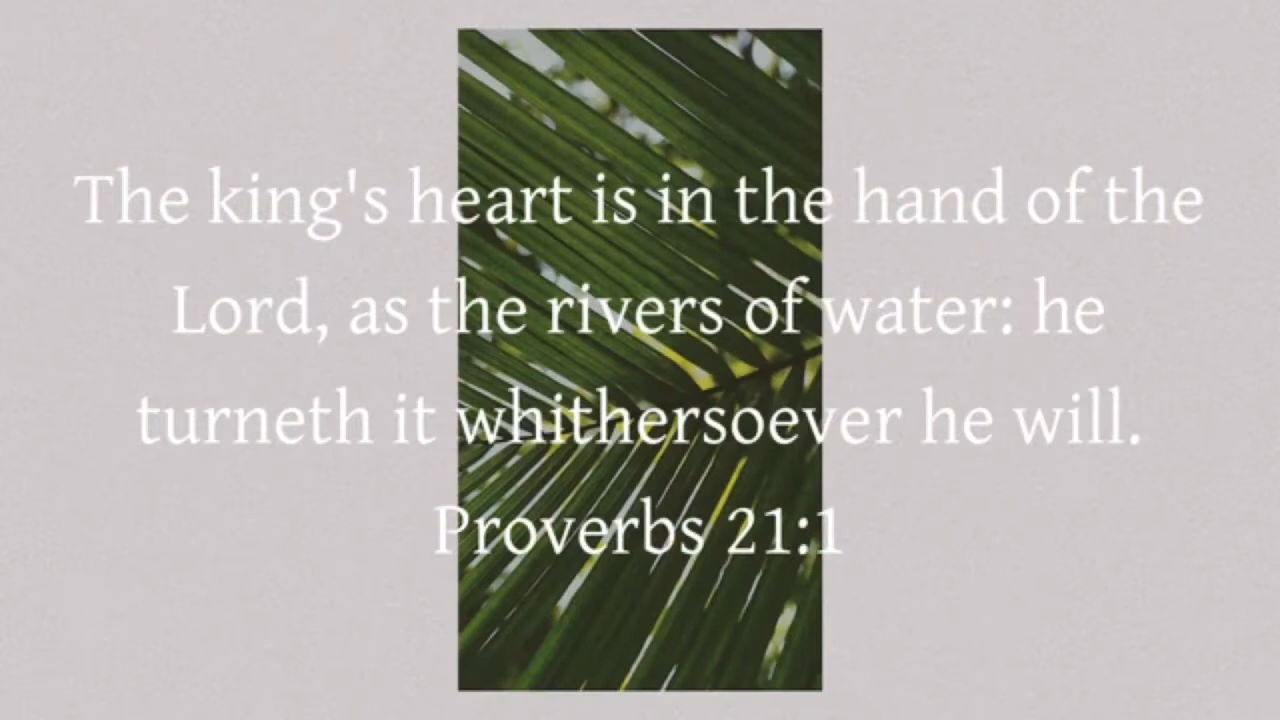 The king's heart is in the hand of the
Lord, as the rivers of water: he
turneth it whithersoever he will.
Proverbs 21:1